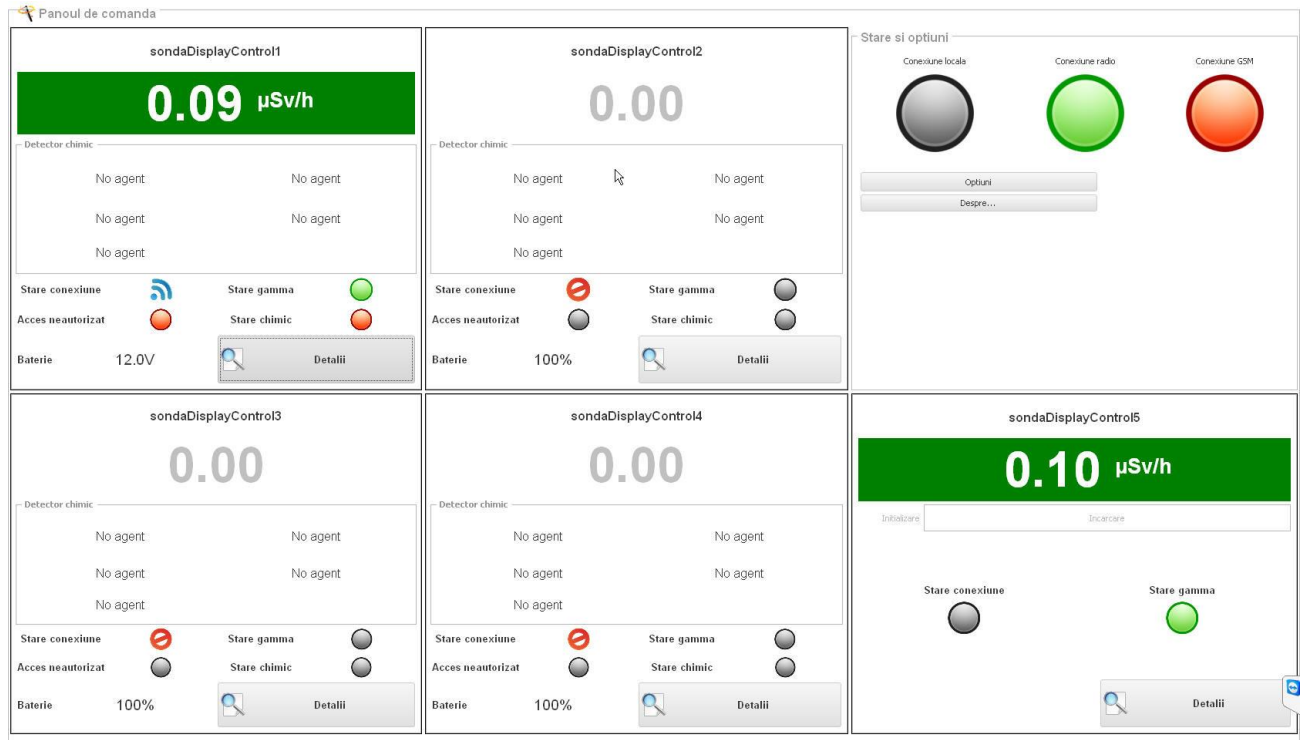 Panoul de comanda
sondaDisplayControl1
0.09 µSv/h
Detector chimic
No agent No agent
No agent No agent
No agent
Stare conexiune Stare gamma
Acces neautorizat Stare chimic
Baterie 12.0V Detalii
sondaDisplayControl2
0.00
Detector chimic
No agent No agent
No agent No agent
No agent
Stare conexiune Stare gamma
Acces neautorizat Stare chimic
Baterie 100% Detalii
Stare si optiuni
Conexiune locala Conexiune radio Conexiune GSM
Optiuni
Despre...
sondaDisplayControl3
0.00
Detector chimic
No agent No agent
No agent No agent
No agent
Stare conexiune Stare gamma
Acces neautorizat Stare chimic
Baterie 100% Detalii
sondaDisplayControl4
0.00
Detector chimic
No agent No agent
No agent No agent
No agent
Stare conexiune Stare gamma
Acces neautorizat Stare chimic
Baterie 100% Detalii
sondaDisplayControl5
0.10 µSv/h
Initializare Incarcare
Stare conexiune Stare gamma
Detalii